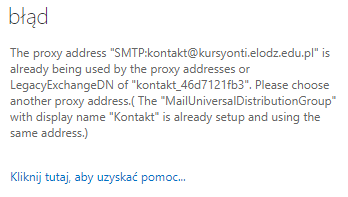 błąd
The proxy address "SMTP:kontakt@kursyonti.elodz.edu.pl" is
already being used by the proxy addresses or
LegacyExchangeDN of "kontakt_46d7121fb3". Please choose
another proxy address.( The "MailUniversalDistributionGroup"
with display name "Kontakt" is already setup and using the
same address.)
Kliknij tutaj, aby uzyskać pomoc...